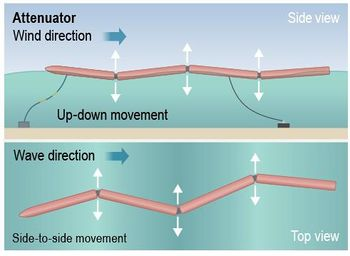 Attenuator
Side view
Wind direction
Up-down movement
Wave direction
Side-to-side movement
Top view